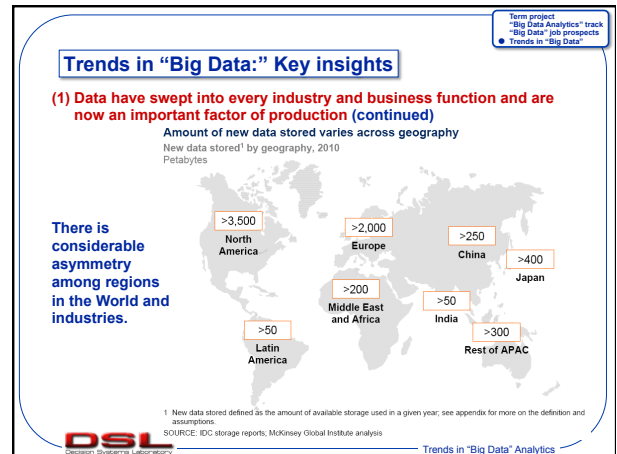 Term project
"Big Data Analytics" track
"Big Data" job prospects
● Trends in "Big Data"
Trends in "Big Data:" Key insights
(1) Data have swept into every industry and business function and are
now an important factor of production (continued)
Amount of new data stored varies across geography
New data stored¹ by geography, 2010
Petabytes
There is
considerable
asymmetry
among regions
in the World and
industries.
>3,500
North
America
>2,000
Europe
>250
China
>400
Japan
>200
Middle East
and Africa
>50
India
>50
Latin
America
>300
Rest of APAC
1 New data stored defined as the amount of available storage used in a given year; see appendix for more on the definition and
assumptions.
SOURCE: IDC storage reports; McKinsey Global Institute analysis
DSL
Decision Systems Laboratory
Trends in "Big Data" Analytics